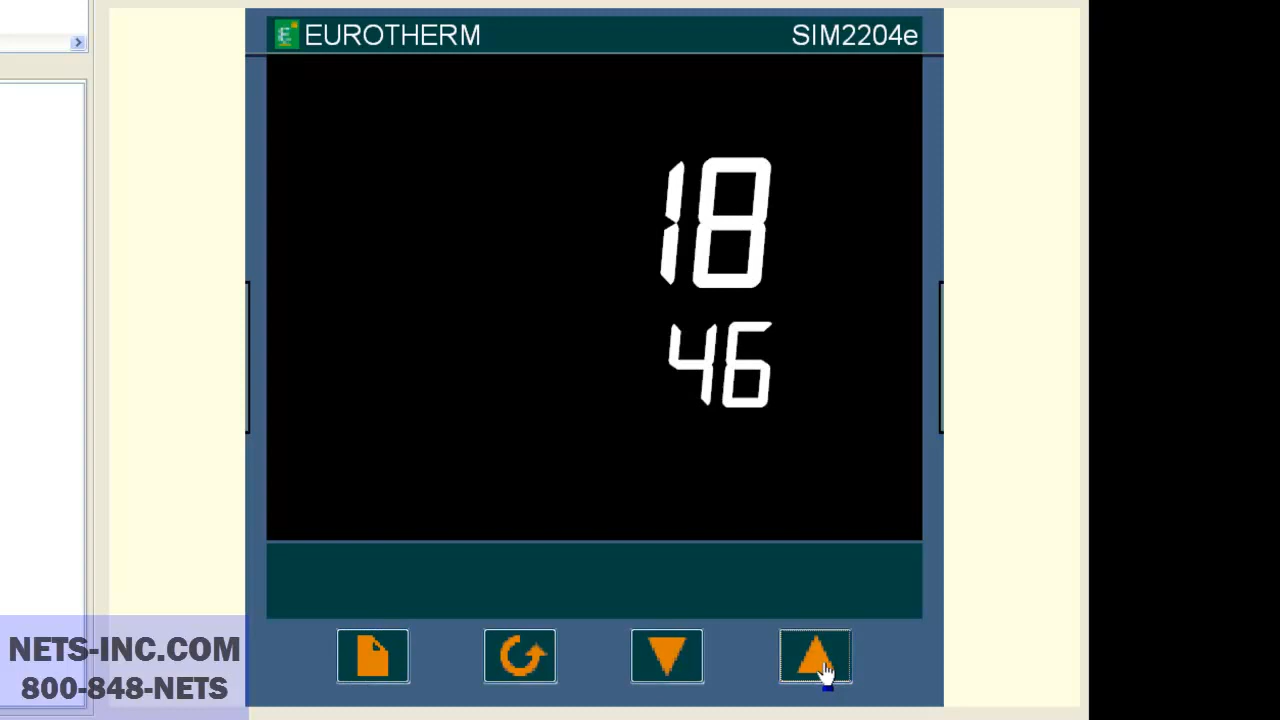 EUROTHERM SIM2204e
18
46
NETS-INC.COM
800-848-NETS